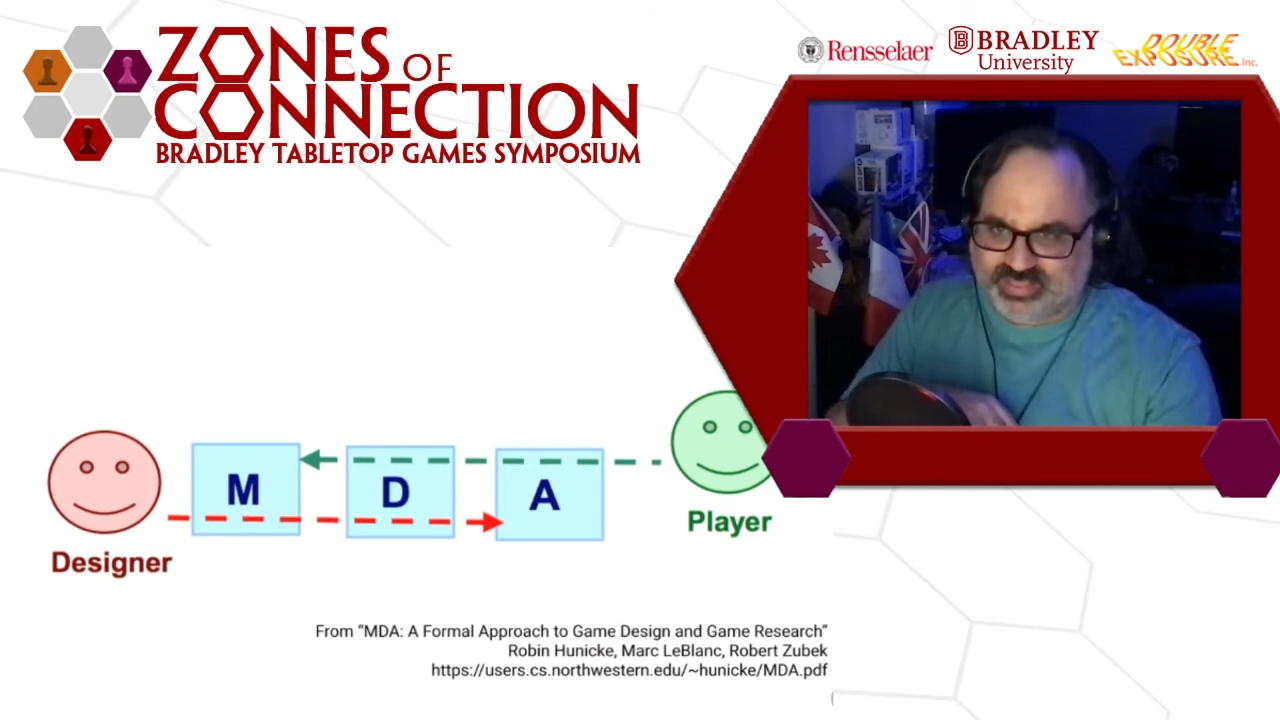 ZONES OF
CONNECTION
BRADLEY TABLETOP GAMES SYMPOSIUM
Rensselaer
BRADLEY
University
DOUBLE
EXPOSURE Inc.
M
D
A
Designer
Player
From “MDA: A Formal Approach to Game Design and Game Research”
Robin Hunicke, Marc LeBlanc, Robert Zubek
https://users.cs.northwestern.edu/~hunicke/MDA.pdf